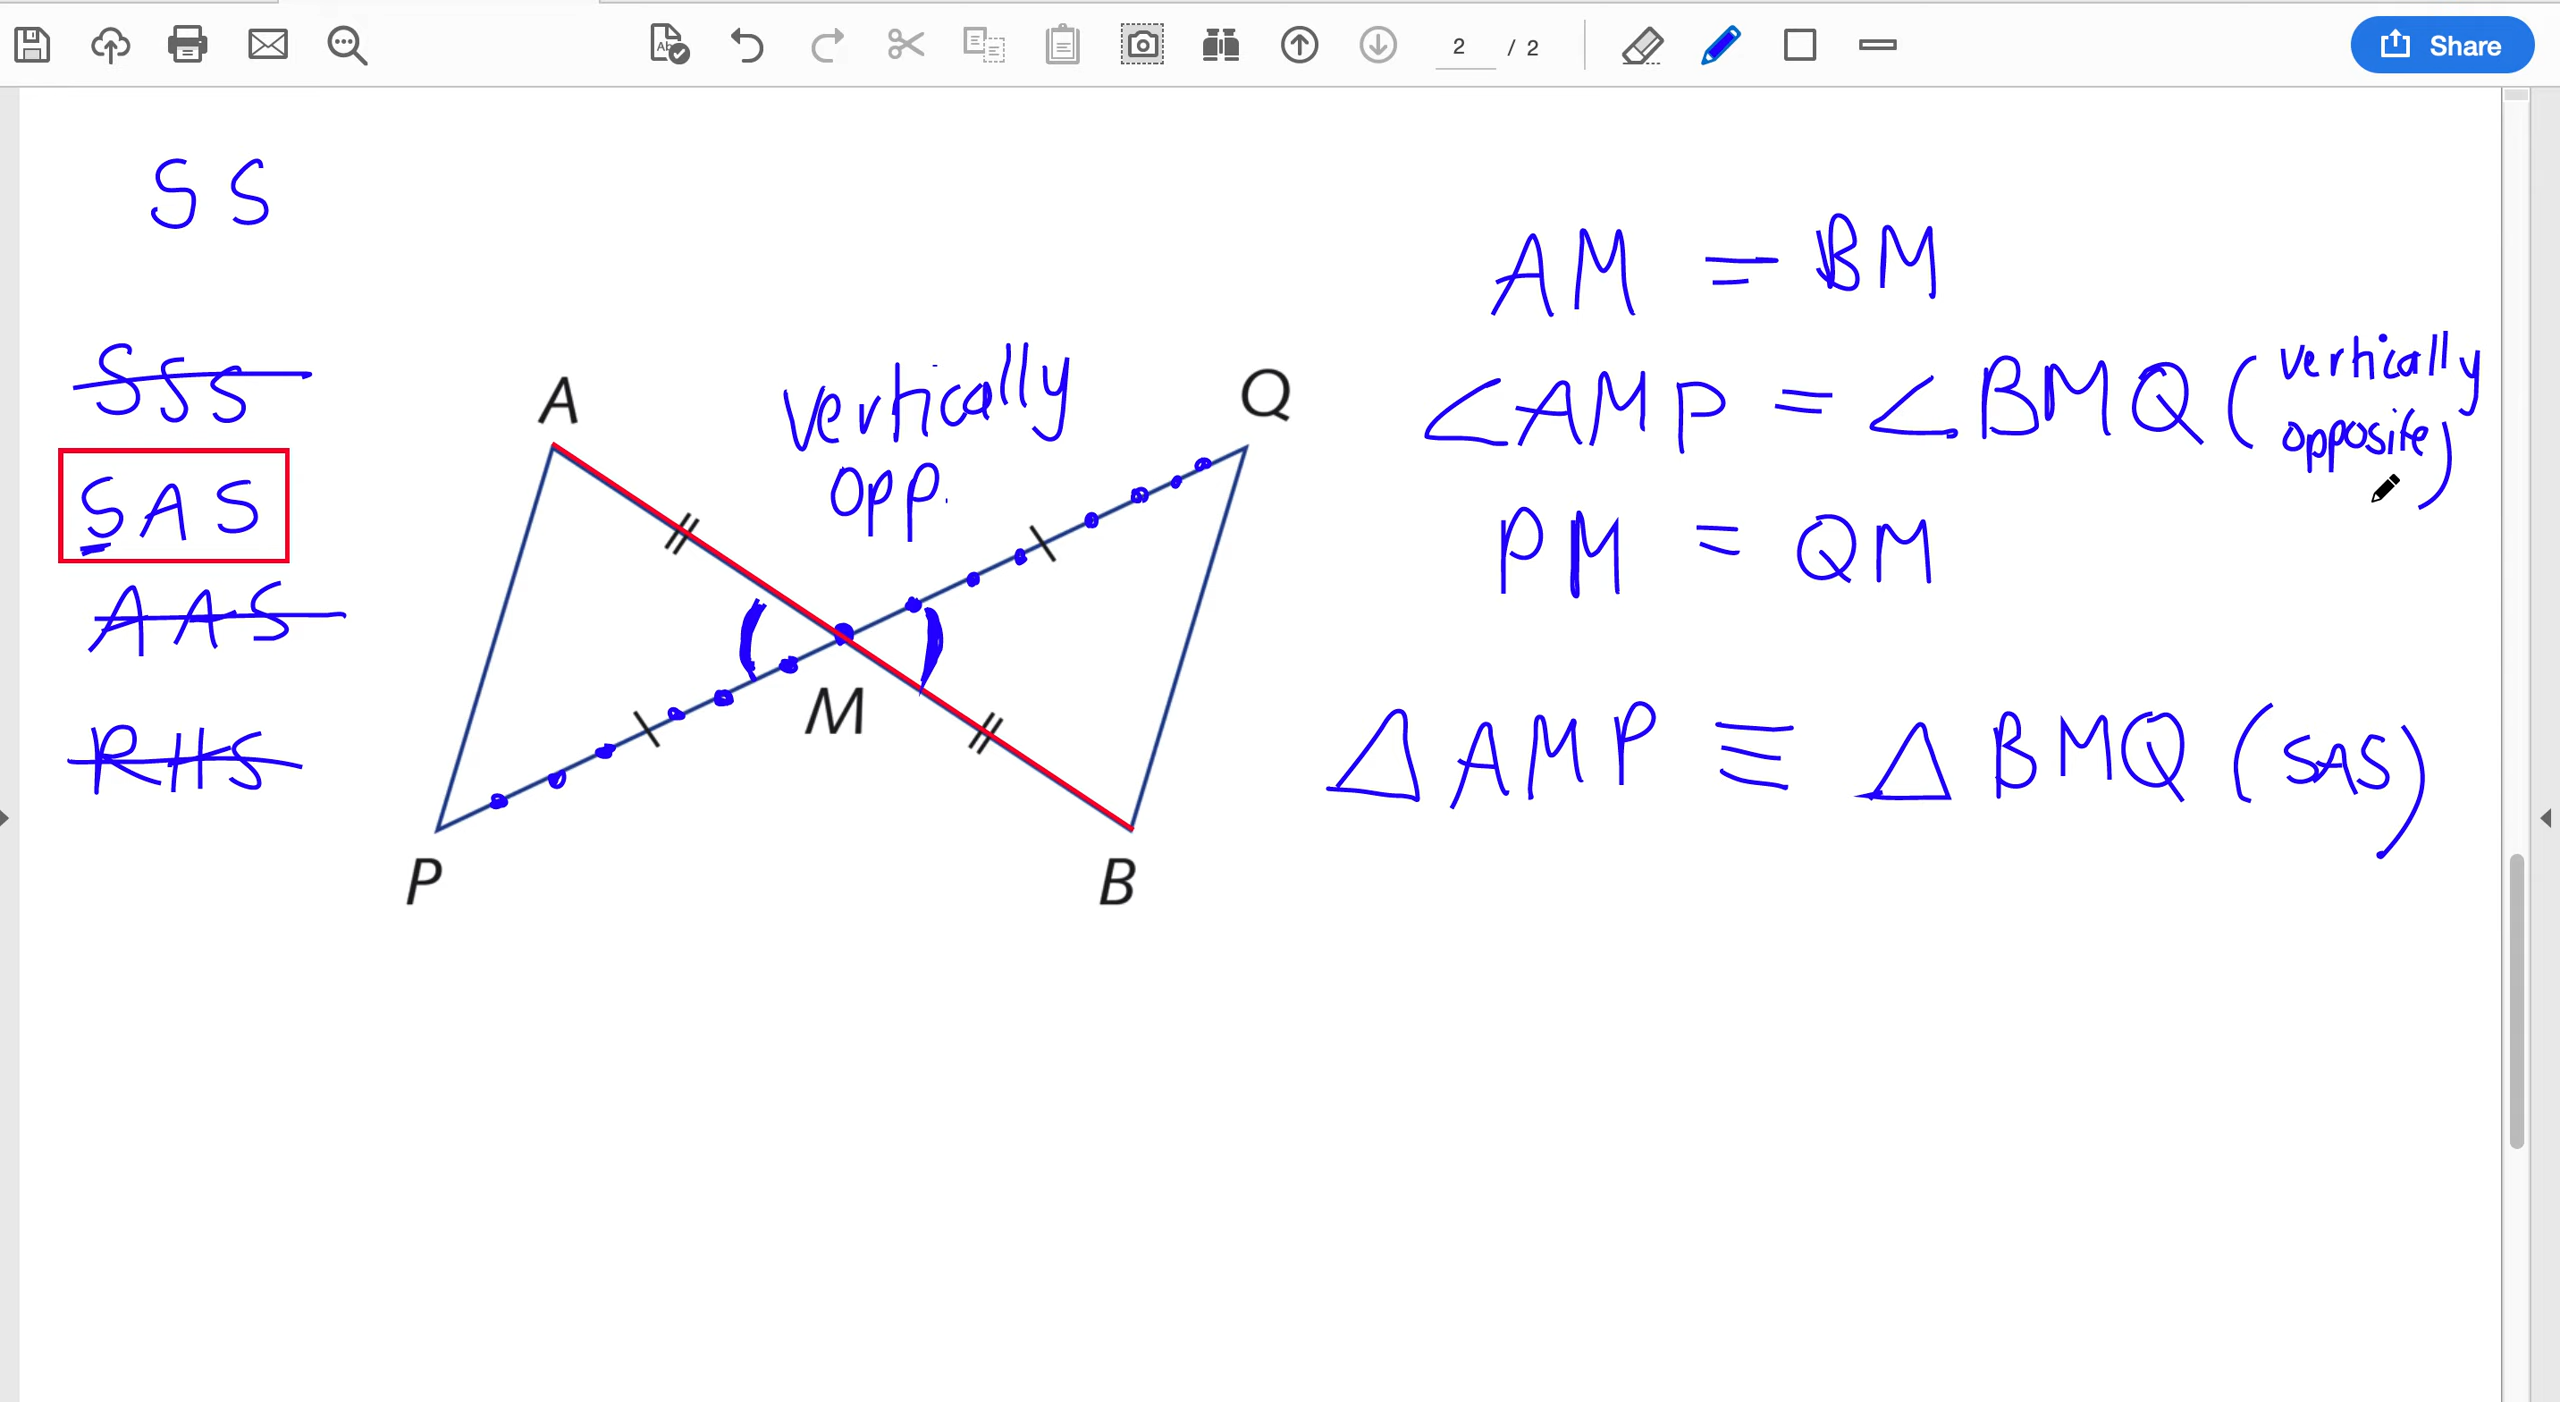 2 / 2
Share
S S
SSS
SAS
AAS
RHS
A
Q
vertically
opp.
M
P
B
AM = BM
∠AMP = ∠BMQ (vertically
opposite)
PM = QM
△AMP ≡ △BMQ (SAS)